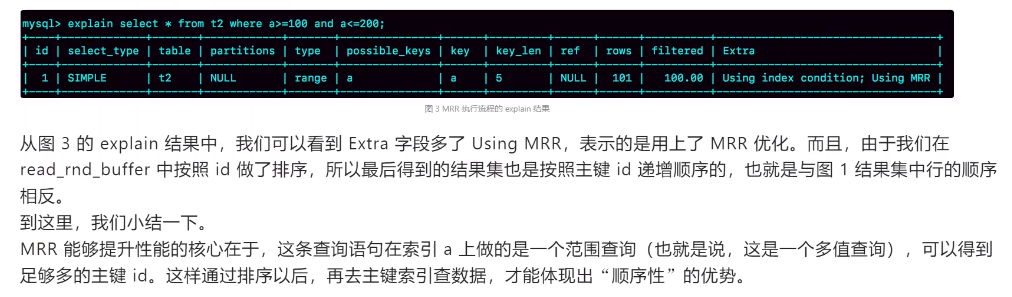 mysql> explain select * from t2 where a>=100 and a<=200;
+----+-------------+-------+------------+-------+---------------+------+---------+------+------+----------+----------------------------------+
| id | select_type | table | partitions | type | possible_keys | key | key_len | ref | rows | filtered | Extra |
+----+-------------+-------+------------+-------+---------------+------+---------+------+------+----------+----------------------------------+
| 1 | SIMPLE | t2 | NULL | range | a | a | 5 | NULL | 101 | 100.00 | Using index condition; Using MRR |
+----+-------------+-------+------------+-------+---------------+------+---------+------+------+----------+----------------------------------+
图 3 MRR 执行流程的 explain 结果
从图 3 的 explain 结果中，我们可以看到 Extra 字段多了 Using MRR，表示的是用上了 MRR 优化。而且，由于我们在
read_rnd_buffer 中按照 id 做了排序，所以最后得到的结果集也是按照主键 id 递增顺序的，也就是与图 1 结果集中行的顺序
相反。
到这里，我们小结一下。
MRR 能够提升性能的核心在于，这条查询语句在索引 a 上做的是一个范围查询（也就是说，这是一个多值查询），可以得到
足够多的主键 id。这样通过排序以后，再去主键索引查数据，才能体现出“顺序性”的优势。